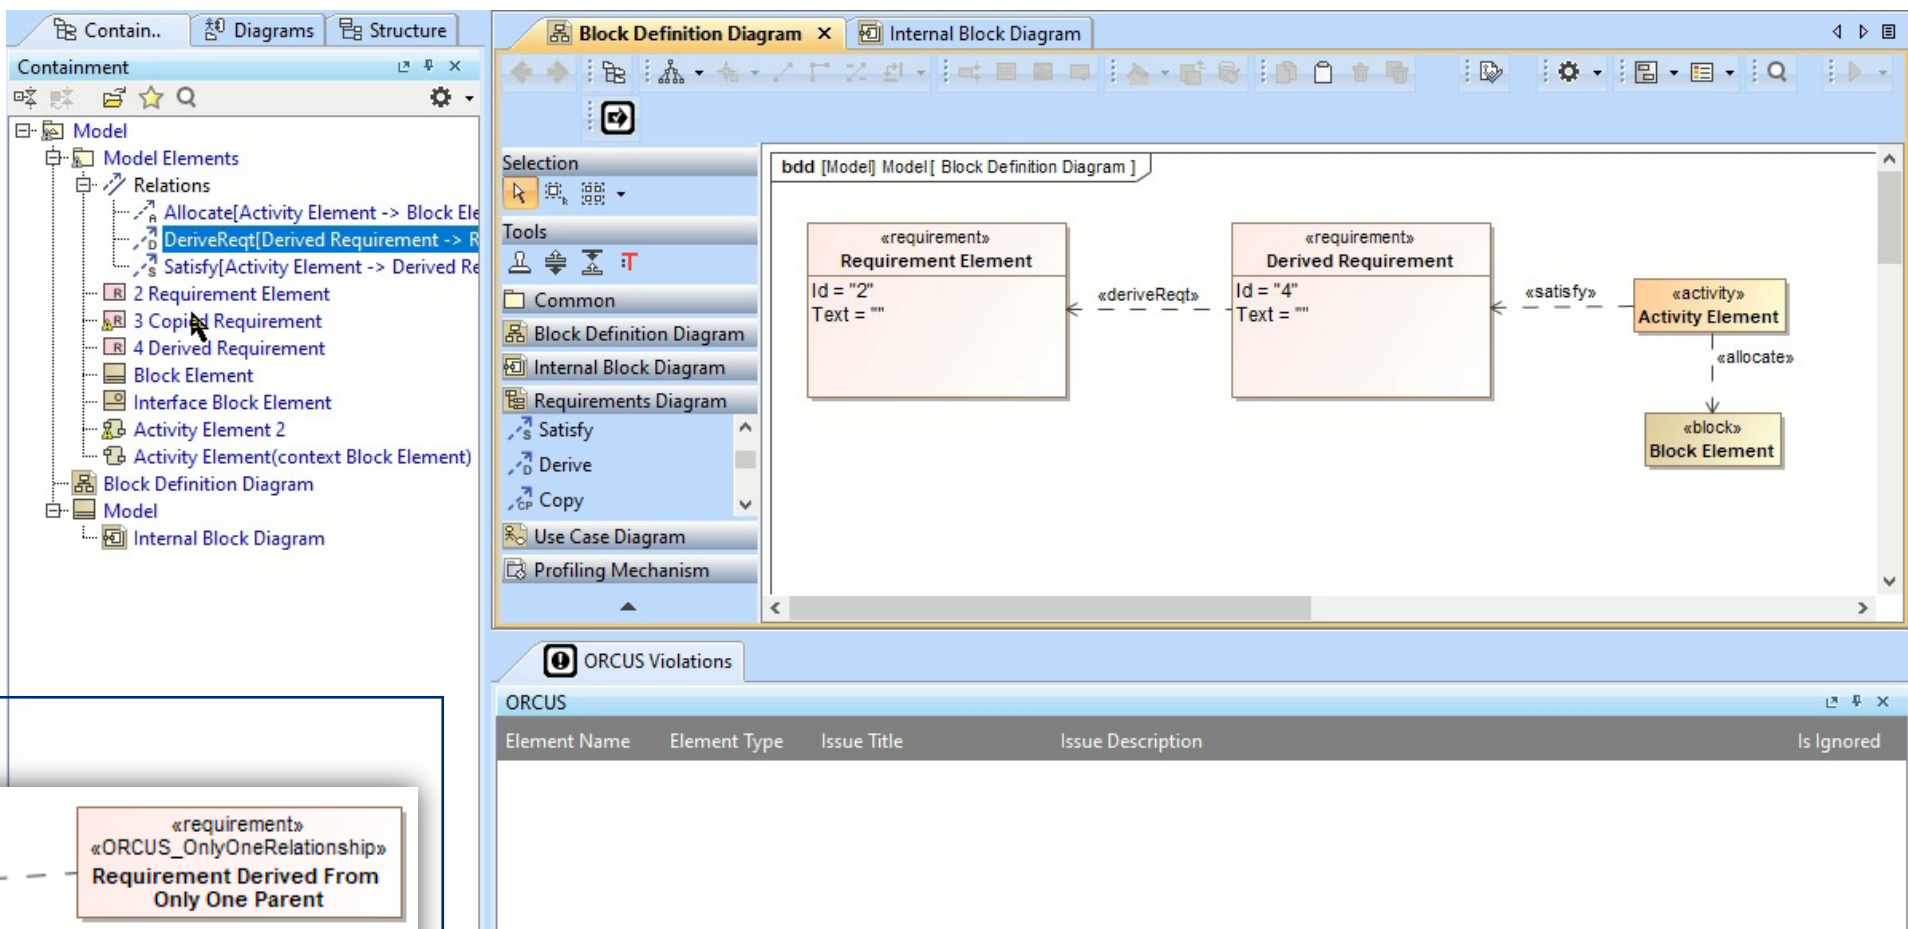 Contain..
Diagrams
Structure
Containment
Model
Model Elements
Relations
Allocate[Activity Element -> Block Ele
DeriveReqt[Derived Requirement -> R
Satisfy[Activity Element -> Derived Re
2 Requirement Element
3 Copied Requirement
4 Derived Requirement
Block Element
Interface Block Element
Activity Element 2
Activity Element(context Block Element)
Block Definition Diagram
Model
Internal Block Diagram
Block Definition Diagram
Internal Block Diagram
Selection
Tools
Common
Block Definition Diagram
Internal Block Diagram
Requirements Diagram
Satisfy
Derive
Copy
Use Case Diagram
Profiling Mechanism
bdd [Model] Model[ Block Definition Diagram ]
«requirement»
Requirement Element
Id = "2"
Text = ""
«deriveReqt»
«requirement»
Derived Requirement
Id = "4"
Text = ""
«satisfy»
«activity»
Activity Element
«allocate»
«block»
Block Element
ORCUS Violations
ORCUS
Element Name Element Type Issue Title Issue Description Is Ignored
«requirement»
«ORCUS_OnlyOneRelationship»
Requirement Derived From
Only One Parent